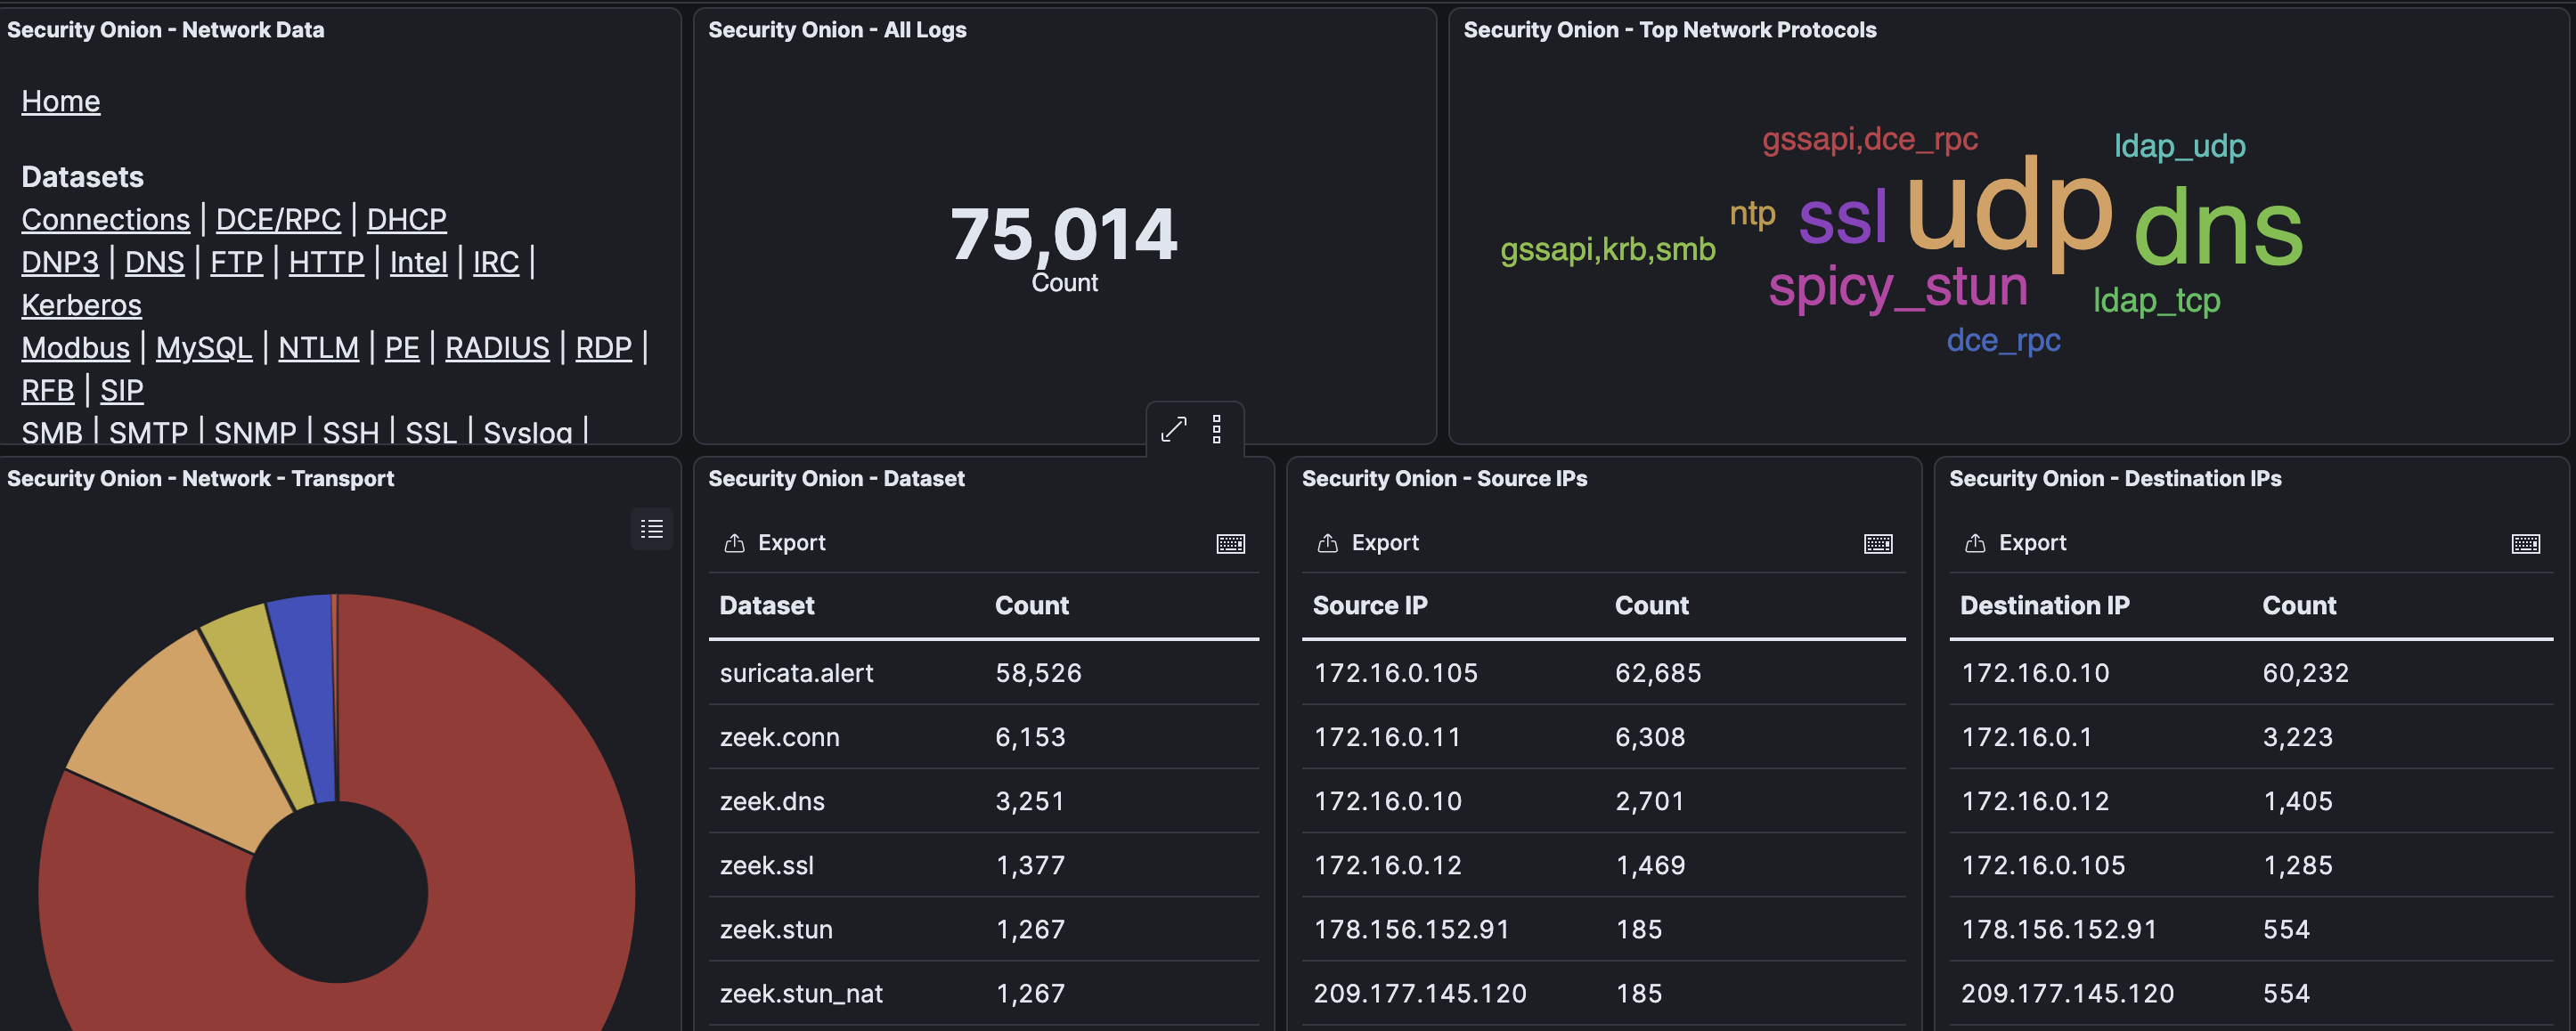 Security Onion - Network Data
Home
Datasets
Connections | DCE/RPC | DHCP
DNP3 | DNS | FTP | HTTP | Intel | IRC |
Kerberos
Modbus | MySQL | NTLM | PE | RADIUS | RDP |
RFB | SIP
SMB | SMTP | SNMP | SSH | SSL | Syslog |
Security Onion - All Logs
75,014
Count
Security Onion - Top Network Protocols
gssapi,dce_rpc
ldap_udp
ntp
ssl
udp
dns
gssapi,krb,smb
spicy_stun
ldap_tcp
dce_rpc
Security Onion - Network - Transport
Security Onion - Dataset
Export
Dataset Count
suricata.alert 58,526
zeek.conn 6,153
zeek.dns 3,251
zeek.ssl 1,377
zeek.stun 1,267
zeek.stun_nat 1,267
Security Onion - Source IPs
Export
Source IP Count
172.16.0.105 62,685
172.16.0.11 6,308
172.16.0.10 2,701
172.16.0.12 1,469
178.156.152.91 185
209.177.145.120 185
Security Onion - Destination IPs
Export
Destination IP Count
172.16.0.10 60,232
172.16.0.1 3,223
172.16.0.12 1,405
172.16.0.105 1,285
178.156.152.91 554
209.177.145.120 554